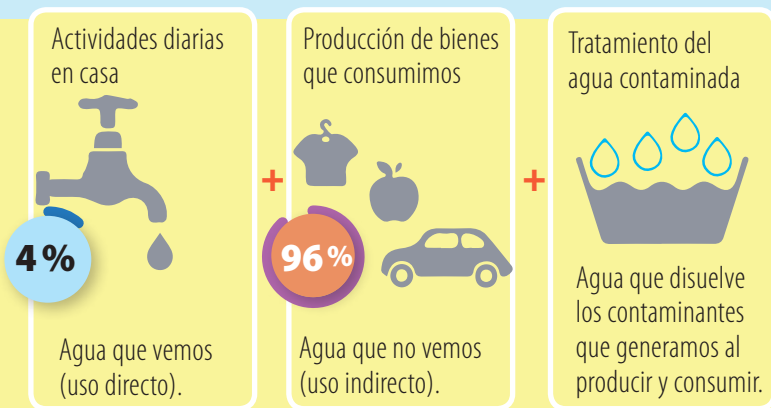 Actividades diarias
en casa
4 %
Agua que vemos
(uso directo).
+
Producción de bienes
que consumimos
96 %
Agua que no vemos
(uso indirecto).
+
Tratamiento del
agua contaminada
Agua que disuelve
los contaminantes
que generamos al
producir y consumir.